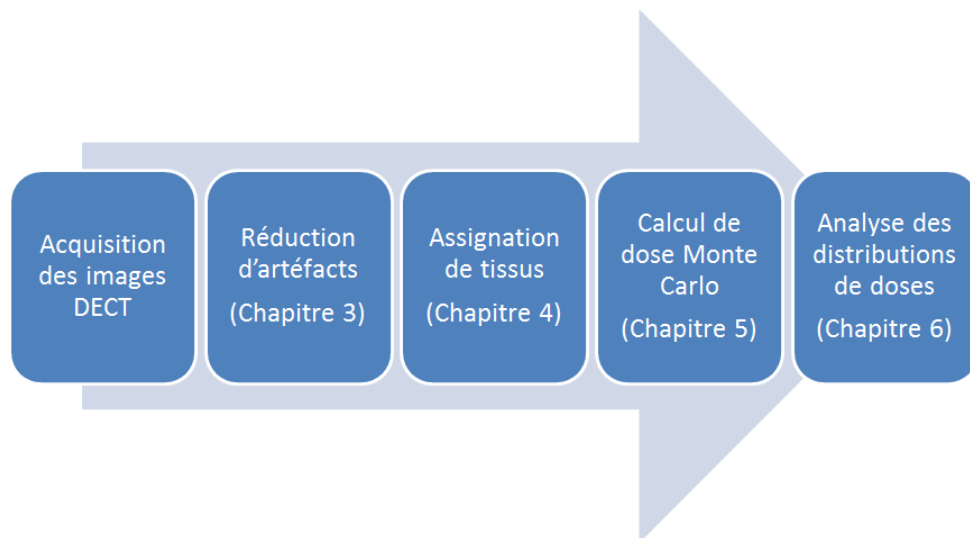 Acquisition
des images
DECT
Réduction
d'artéfacts
(Chapitre 3)
Assignation
de tissus
(Chapitre 4)
Calcul de
dose Monte
Carlo
(Chapitre 5)
Analyse des
distributions
de doses
(Chapitre 6)